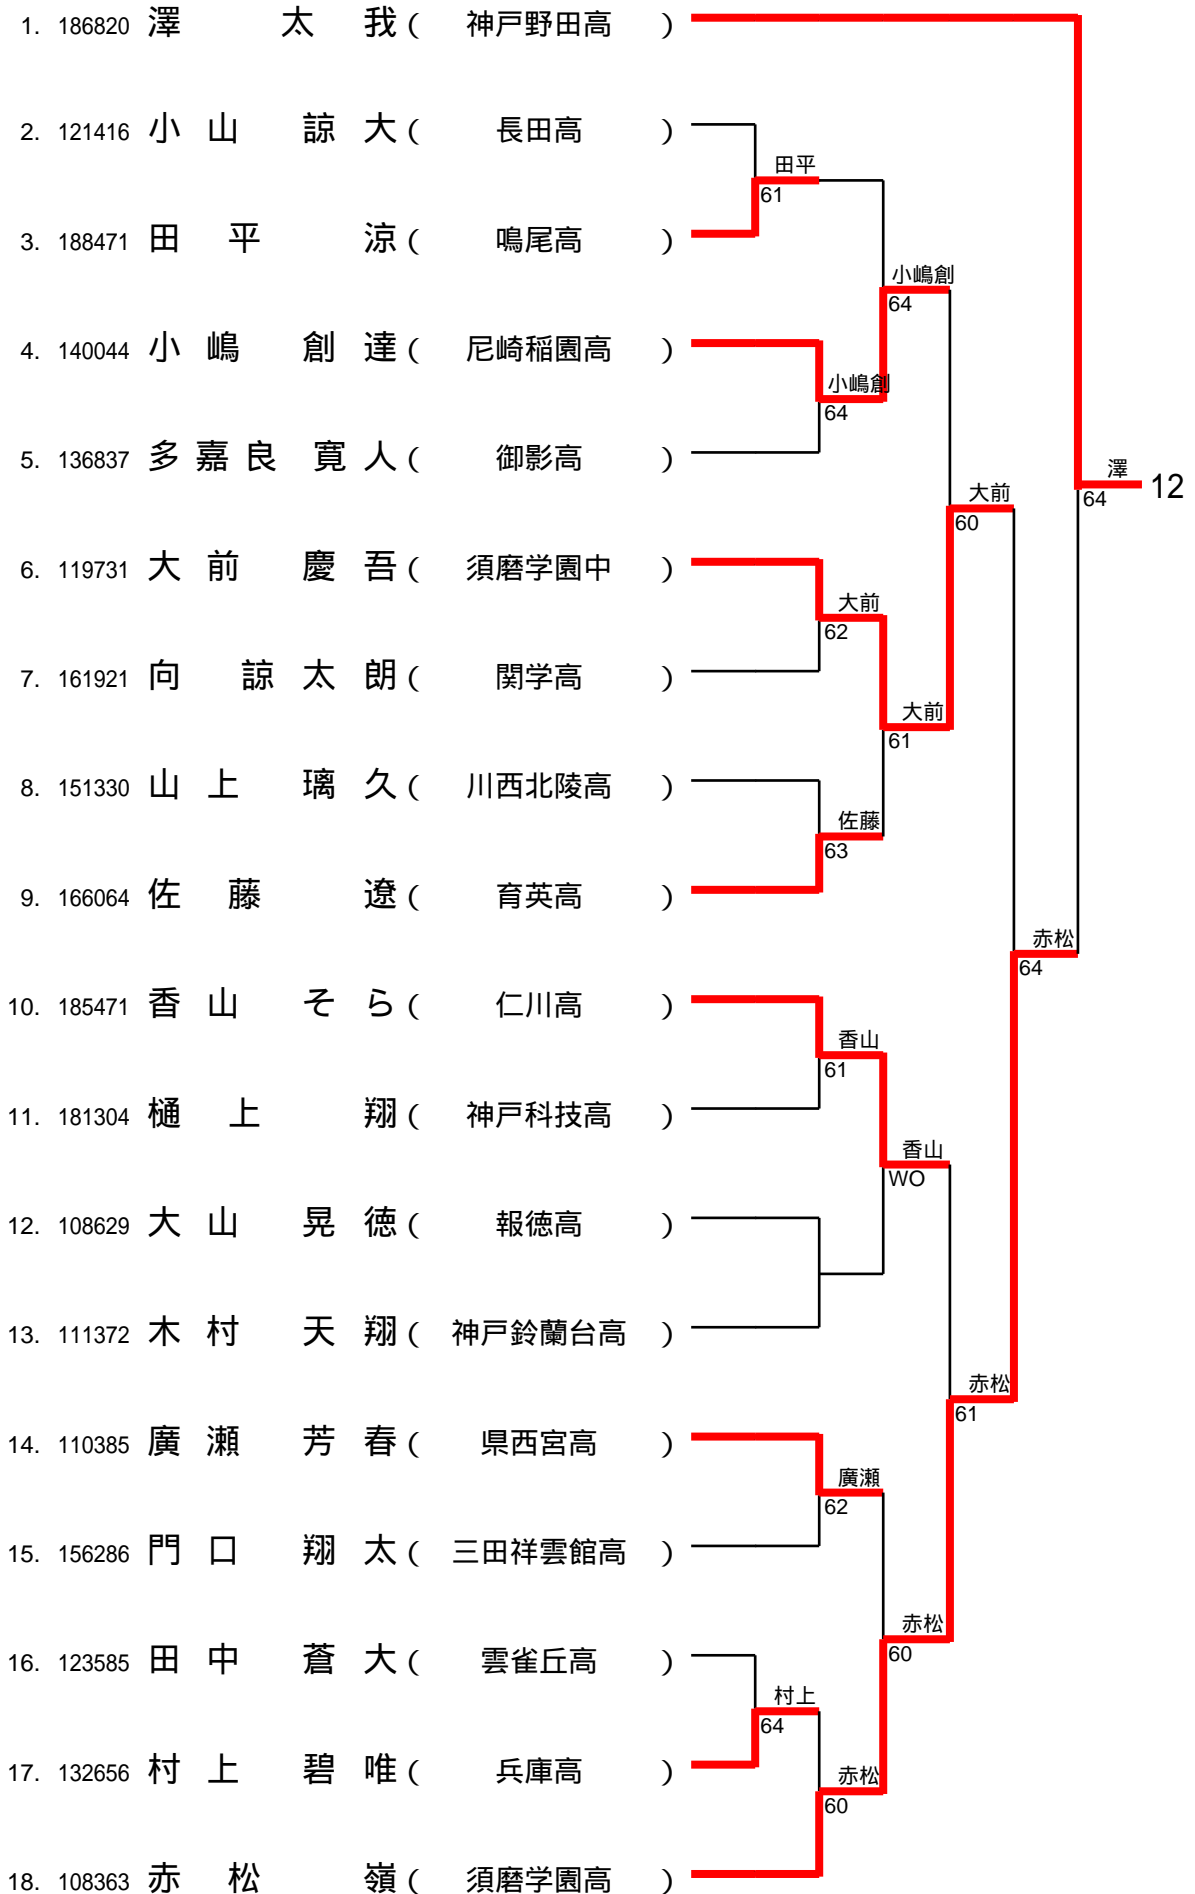 1. 186820 澤 太 我 ( 神戸野田高 )
2. 121416 小 山 諒 大 ( 長田高 )
田平
61
3. 188471 田 平 涼 ( 鳴尾高 )
小嶋創
64
4. 140044 小 嶋 創 達 ( 尼崎稲園高 )
小嶋創
64
5. 136837 多 嘉 良 寛 人 ( 御影高 )
澤
64 12
大前
60
6. 119731 大 前 慶 吾 ( 須磨学園中 )
大前
62
7. 161921 向 諒 太 朗 ( 関学高 )
大前
61
8. 151330 山 上 璃 久 ( 川西北陵高 )
佐藤
63
9. 166064 佐 藤 遼 ( 育英高 )
赤松
64
10. 185471 香 山 そ ら ( 仁川高 )
香山
61
11. 181304 樋 上 翔 ( 神戸科技高 )
香山
WO
12. 108629 大 山 晃 徳 ( 報徳高 )
13. 111372 木 村 天 翔 ( 神戸鈴蘭台高 )
赤松
61
14. 110385 廣 瀬 芳 春 ( 県西宮高 )
廣瀬
62
15. 156286 門 口 翔 太 ( 三田祥雲館高 )
赤松
60
16. 123585 田 中 蒼 大 ( 雲雀丘高 )
村上
64
17. 132656 村 上 碧 唯 ( 兵庫高 )
赤松
60
18. 108363 赤 松 嶺 ( 須磨学園高 )